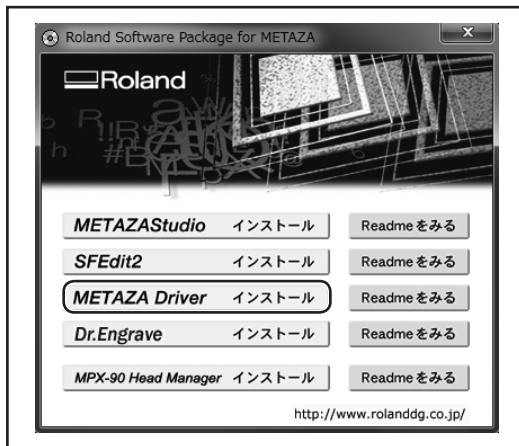 Roland Software Package for METAZA
Roland
METAZAStudio インストール Readmeをみる
SFEdit2 インストール Readmeをみる
METAZA Driver インストール Readmeをみる
Dr.Engrave インストール Readmeをみる
MPX-90 Head Manager インストール Readmeをみる
http://www.rolanddg.co.jp/